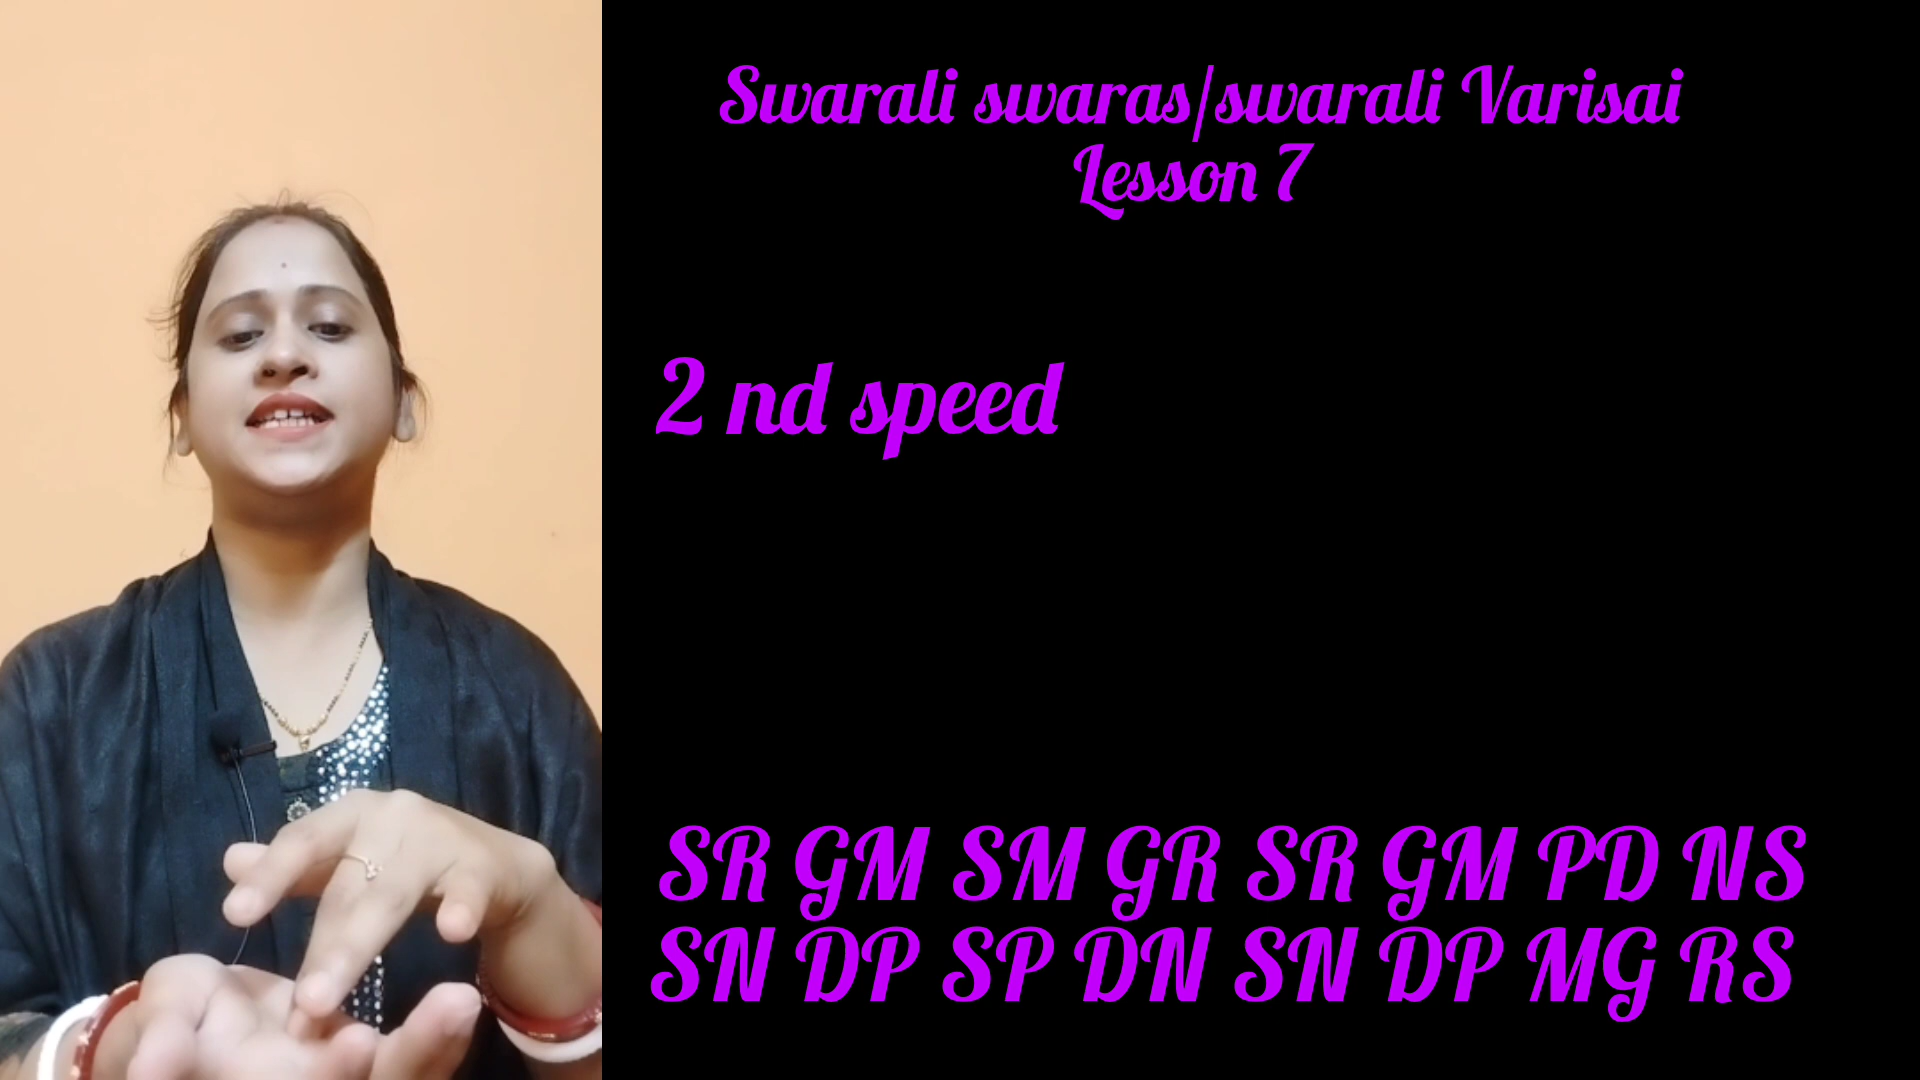 Swarali swaras/swarali Varisai
Lesson 7
2 nd speed
SR GM SM GR SR GM PD NS
SN DP SP DN SN DP MG RS